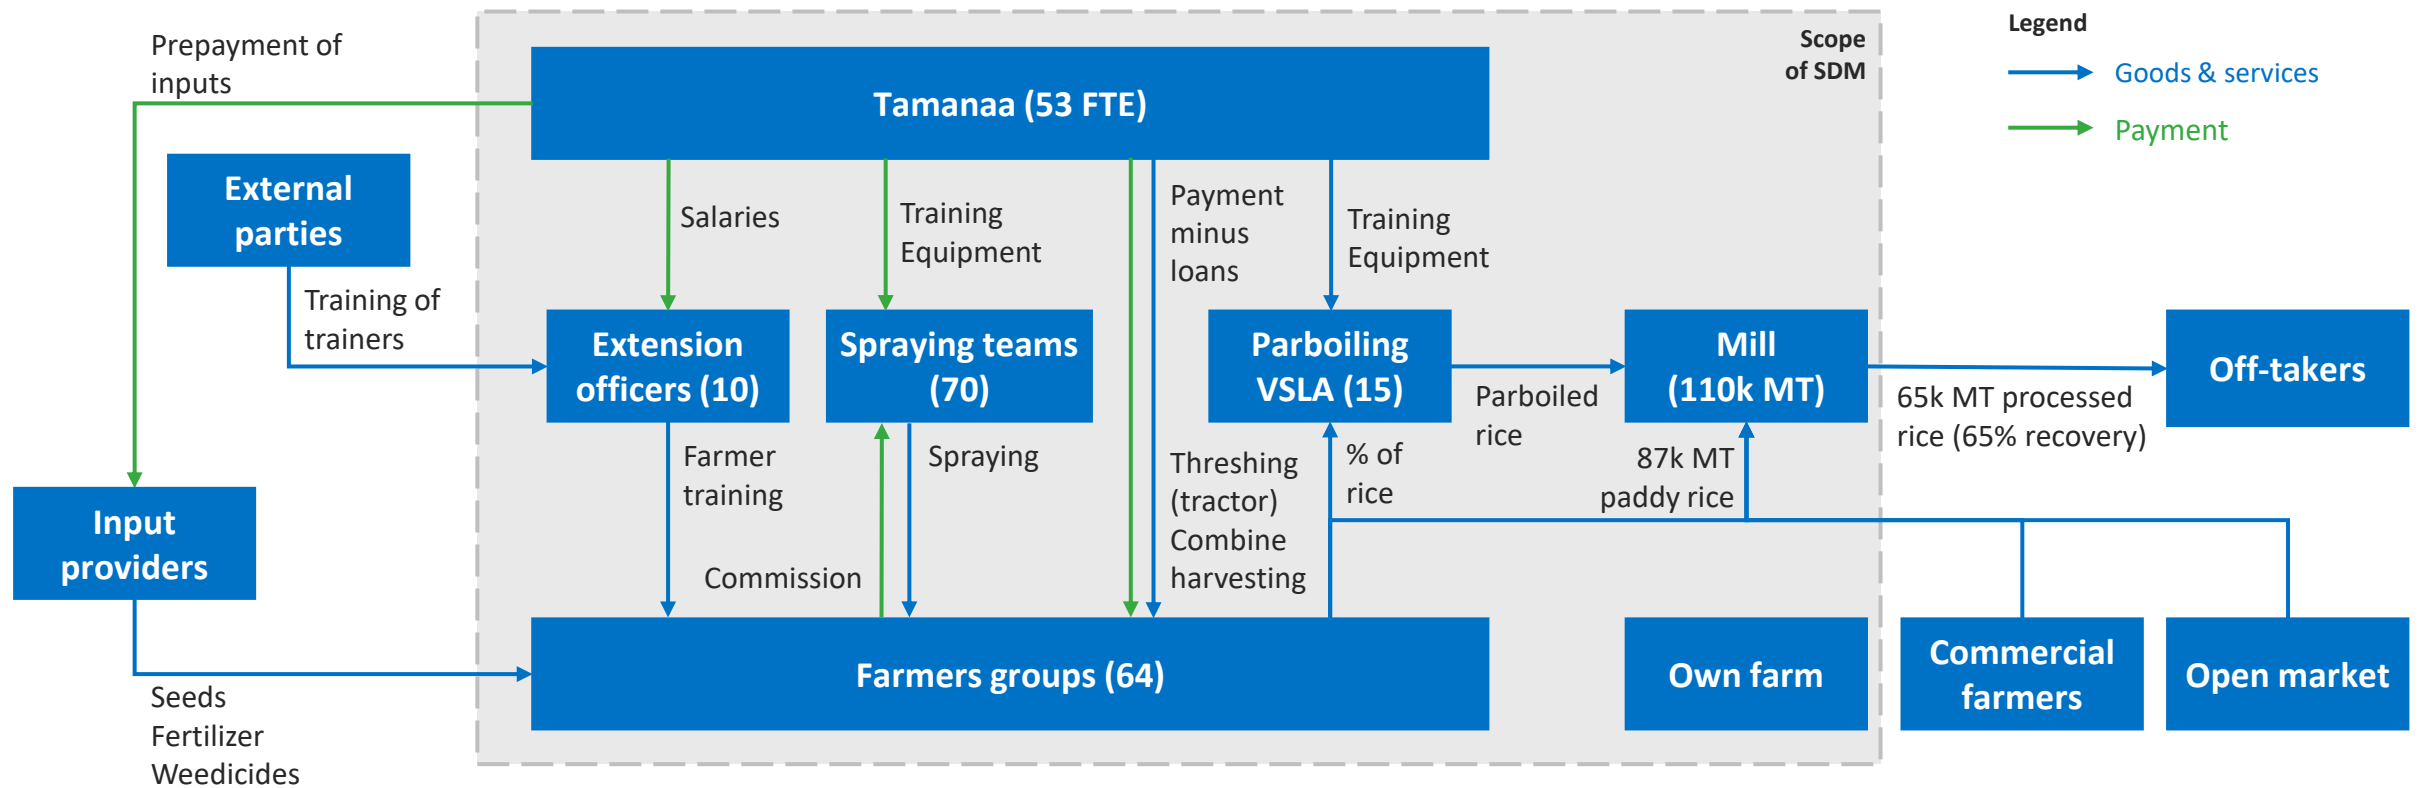 Prepayment of
inputs
Scope
of SDM
Legend
Goods & services
Payment
Tamanaa (53 FTE)
External
parties
Salaries
Training
Equipment
Payment
minus
loans
Training
Equipment
Training of
trainers
Extension
officers (10)
Spraying teams
(70)
Parboiling
VSLA (15)
Mill
(110k MT)
Off-takers
Parboiled
rice
65k MT processed
rice (65% recovery)
Farmer
training
Spraying
Threshing
(tractor)
Combine
harvesting
% of
rice
87k MT
paddy rice
Input
providers
Commission
Farmers groups (64)
Own farm
Commercial
farmers
Open market
Seeds
Fertilizer
Weedicides